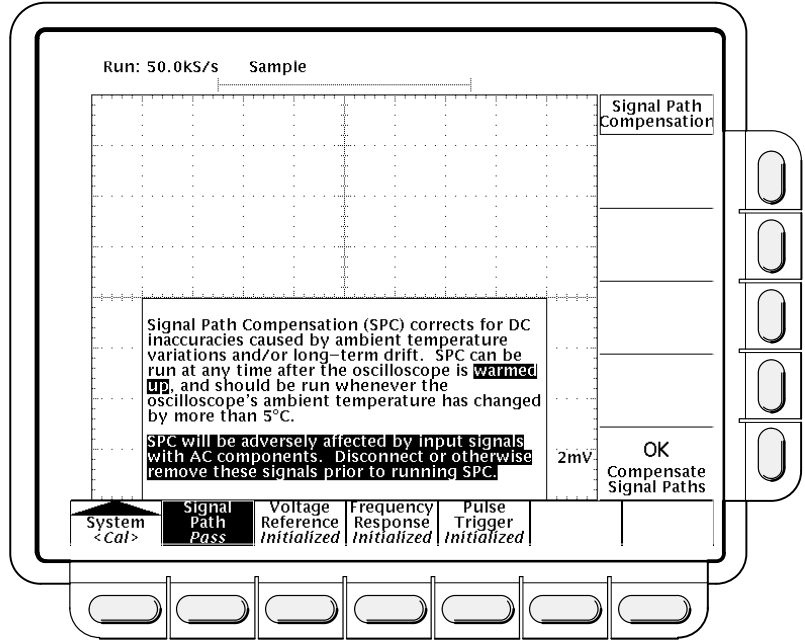 Run: 50.0kS/s Sample
Signal Path
Compensation
Signal Path Compensation (SPC) corrects for DC
inaccuracies caused by ambient temperature
variations and/or long-term drift. SPC can be
run at any time after the oscilloscope is warmed
up, and should be run whenever the
oscilloscope's ambient temperature has changed
by more than 5°C.
SPC will be adversely affected by input signals
with AC components. Disconnect or otherwise
remove these signals prior to running SPC.
2mV
OK
Compensate
Signal Paths
System
<Cal>
Signal
Path
Pass
Voltage
Reference
Initialized
Frequency
Response
Initialized
Pulse
Trigger
Initialized